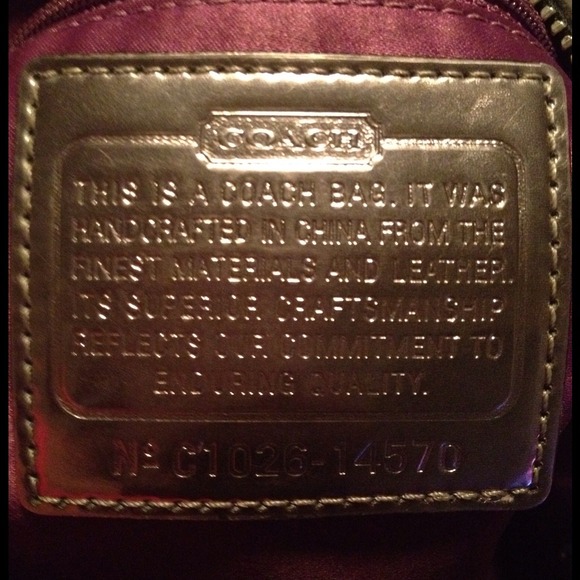 COACH
THIS IS A COACH BAG. IT WAS
HANDCRAFTED IN CHINA FROM THE
FINEST MATERIALS AND LEATHER.
ITS SUPERIOR CRAFTSMANSHIP
REFLECTS OUR COMMITMENT TO
ENDURING QUALITY.
Nº C1026-14570